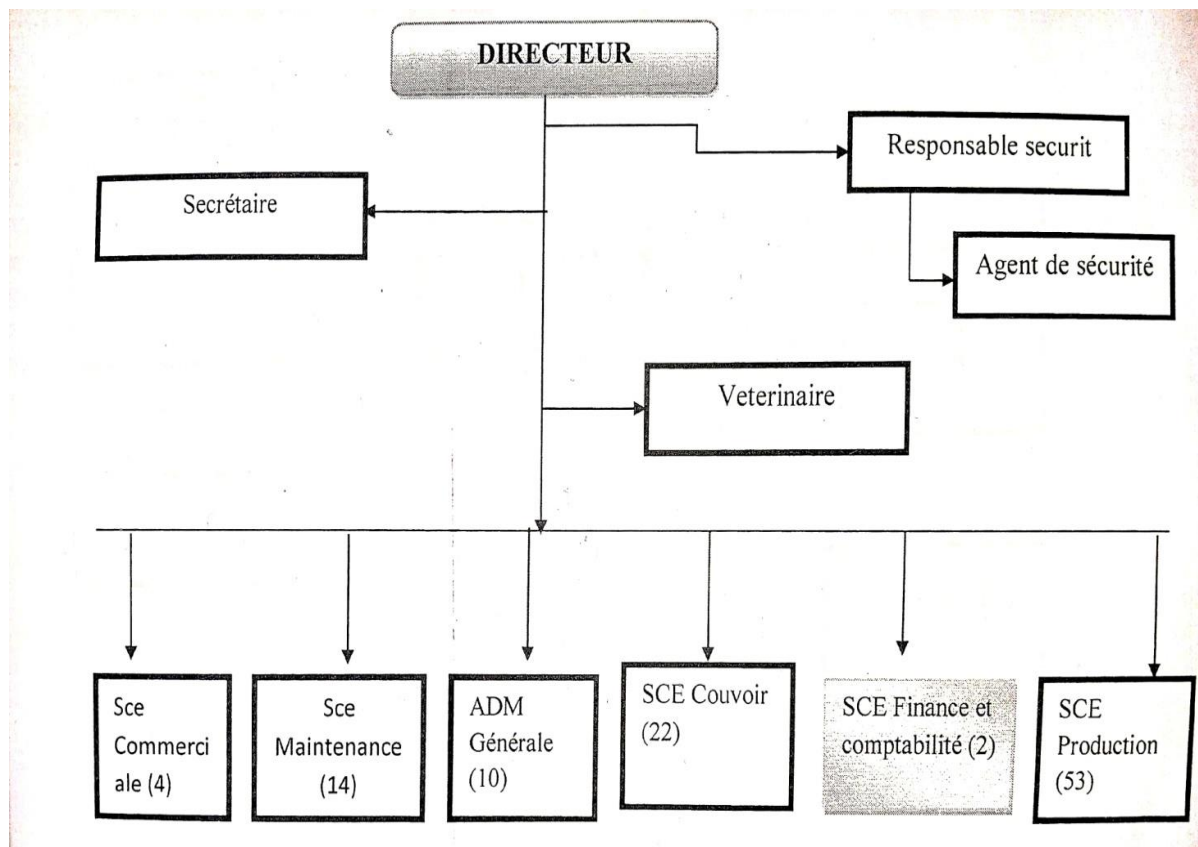 DIRECTEUR
Responsable securit
Secrétaire
Agent de sécurité
Veterinaire
Sce
Commerci
ale (4)
Sce
Maintenance
(14)
ADM
Générale
(10)
SCE Couvoir
(22)
SCE Finance et
comptabilité (2)
SCE
Production
(53)